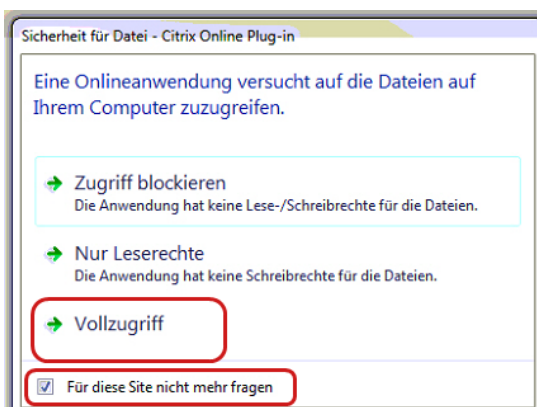 Sicherheit für Datei - Citrix Online Plug-in
Eine Onlineanwendung versucht auf die Dateien auf
Ihrem Computer zuzugreifen.
Zugriff blockieren
Die Anwendung hat keine Lese-/Schreibrechte für die Dateien.
Nur Leserechte
Die Anwendung hat keine Schreibrechte für die Dateien.
Vollzugriff
Für diese Site nicht mehr fragen